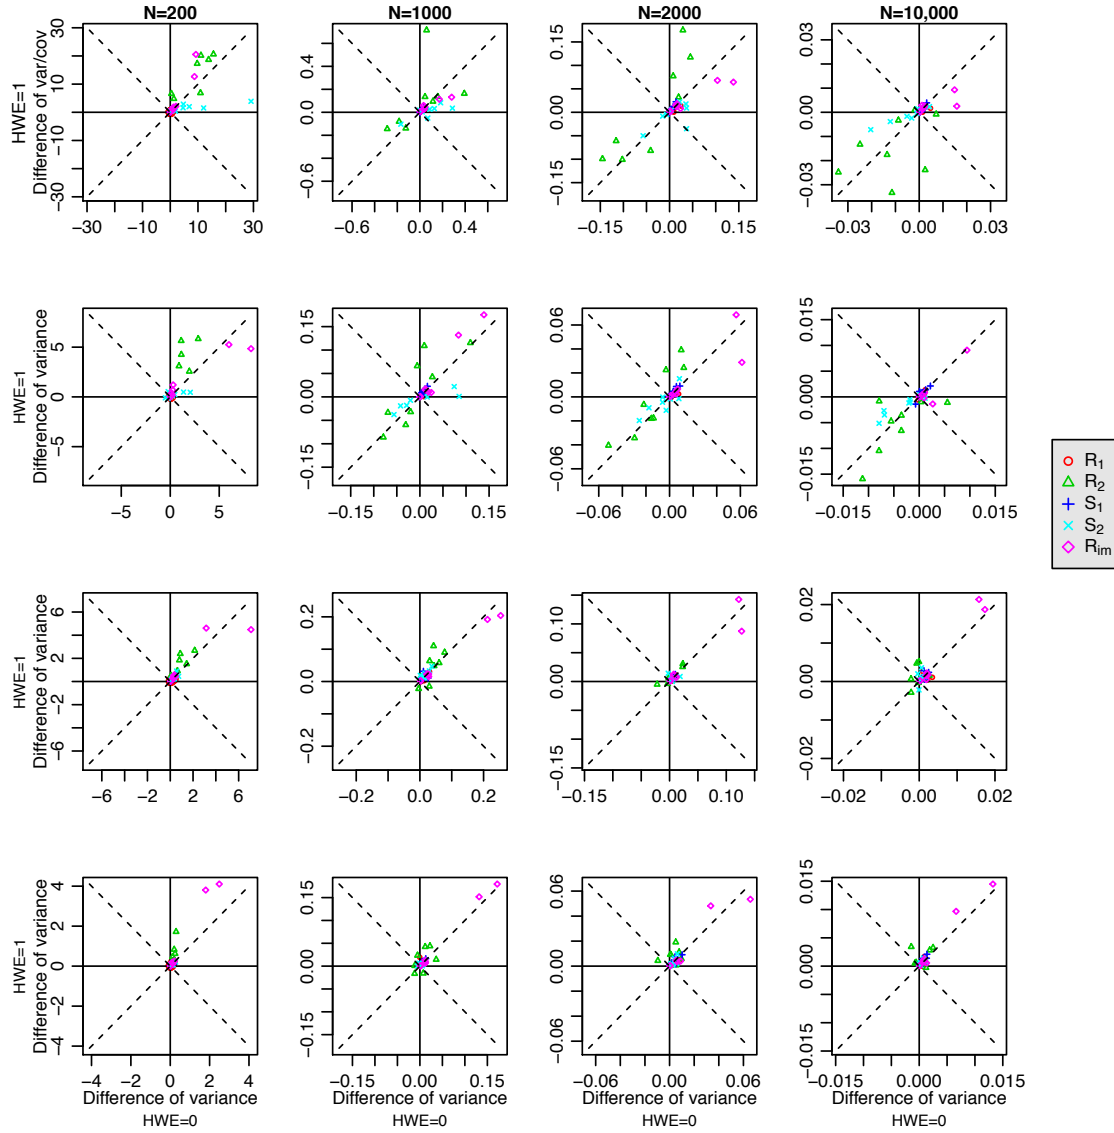 N=200
N=1000
N=2000
N=10,000
HWE=1
Difference of var/cov
−30 −10 0 10 20 30
−30 −10 10 30
−0.6 0.0 0.4
−0.6 0.0 0.4
−0.15 0.00 0.15
−0.15 0.00 0.15
−0.03 0.00 0.03
−0.03 0.00 0.03
HWE=1
Difference of variance
−5 0 5
−5 0 5
−0.15 0.00 0.15
−0.15 0.00 0.15
−0.06 0.00 0.06
−0.06 0.00 0.06
−0.015 0.000 0.015
−0.015 0.000 0.015
R1
R2
S1
S2
Rim
HWE=1
Difference of variance
−6 −2 2 6
−6 −2 2 6
−0.2 0.0 0.2
−0.2 0.0 0.2
−0.15 0.00 0.10
−0.15 0.00 0.10
−0.02 0.00 0.02
−0.02 0.00 0.02
HWE=1
Difference of variance
−4 −2 0 2 4
−4 −2 0 2 4
−0.15 0.00 0.15
−0.15 0.00 0.15
−0.06 0.00 0.06
−0.06 0.00 0.06
−0.015 0.000 0.015
−0.015 0.000 0.015
Difference of variance
HWE=0
Difference of variance
HWE=0
Difference of variance
HWE=0
Difference of variance
HWE=0